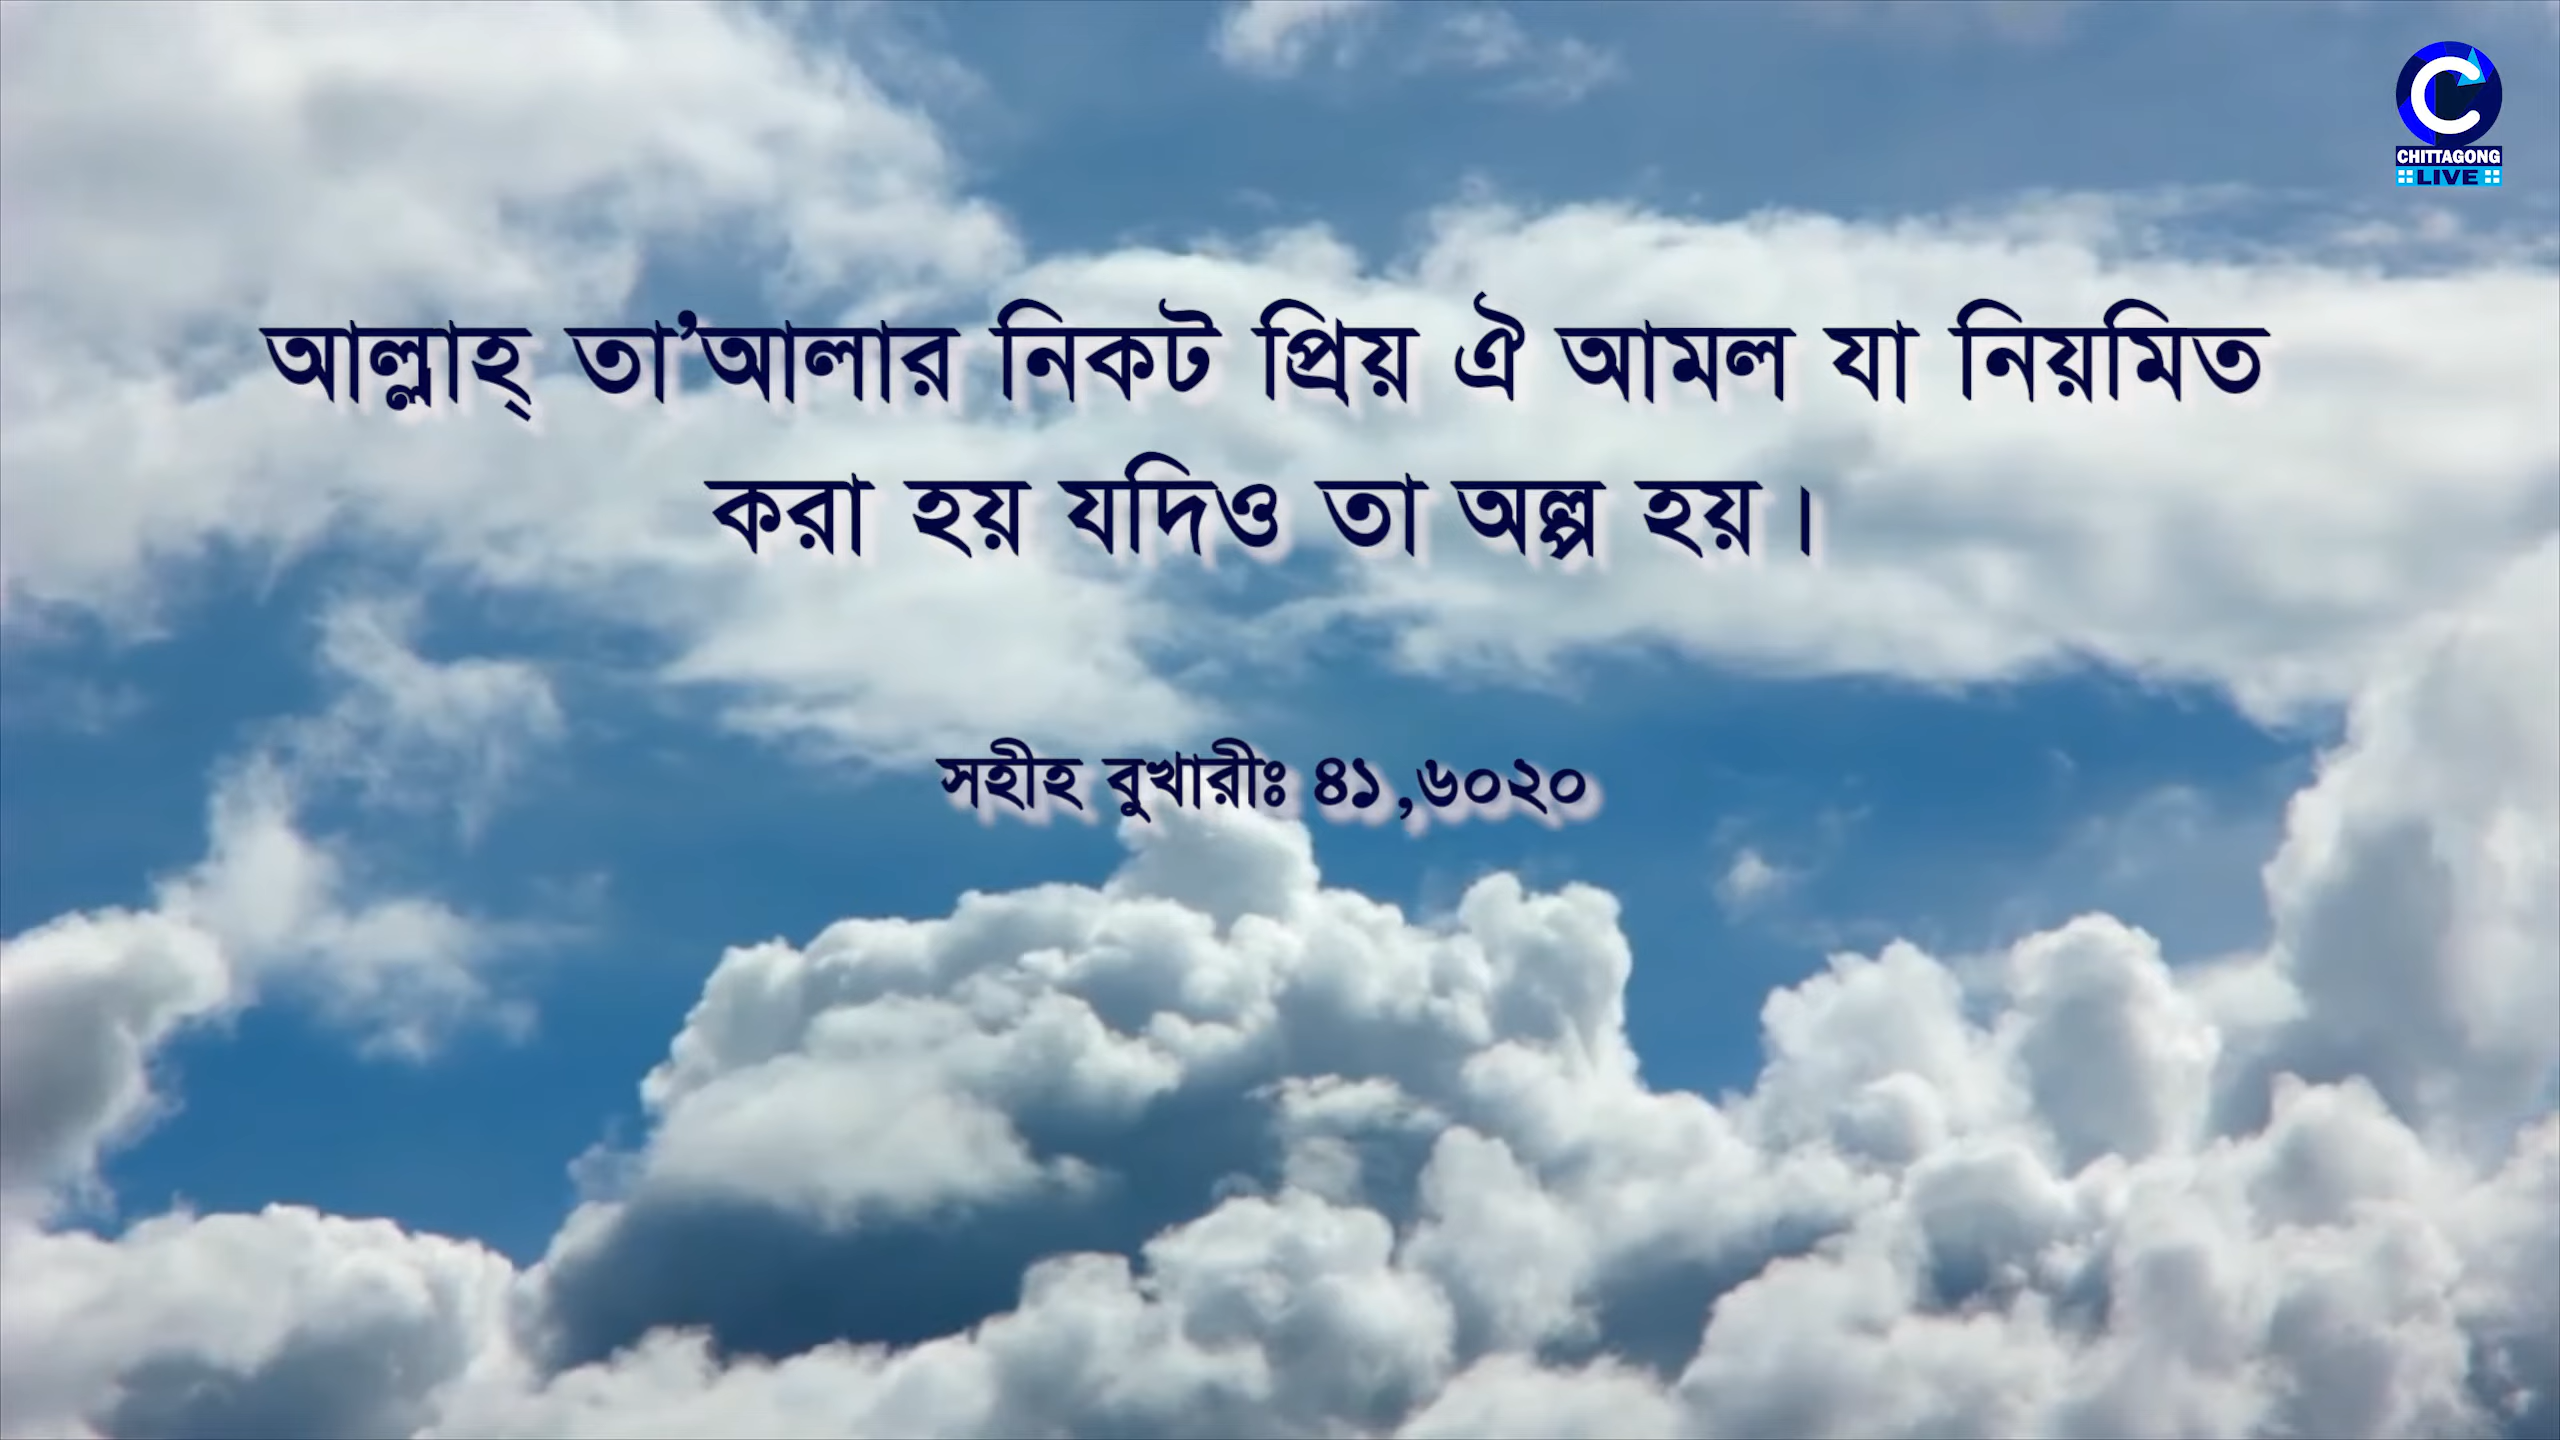 CHITTAGONG
LIVE
আল্লাহ্ তা’আলার নিকট প্রিয় ঐ আমল যা নিয়মিত
করা হয় যদিও তা অল্প হয়।
সহীহ বুখারীঃ ৪১,৬০২০